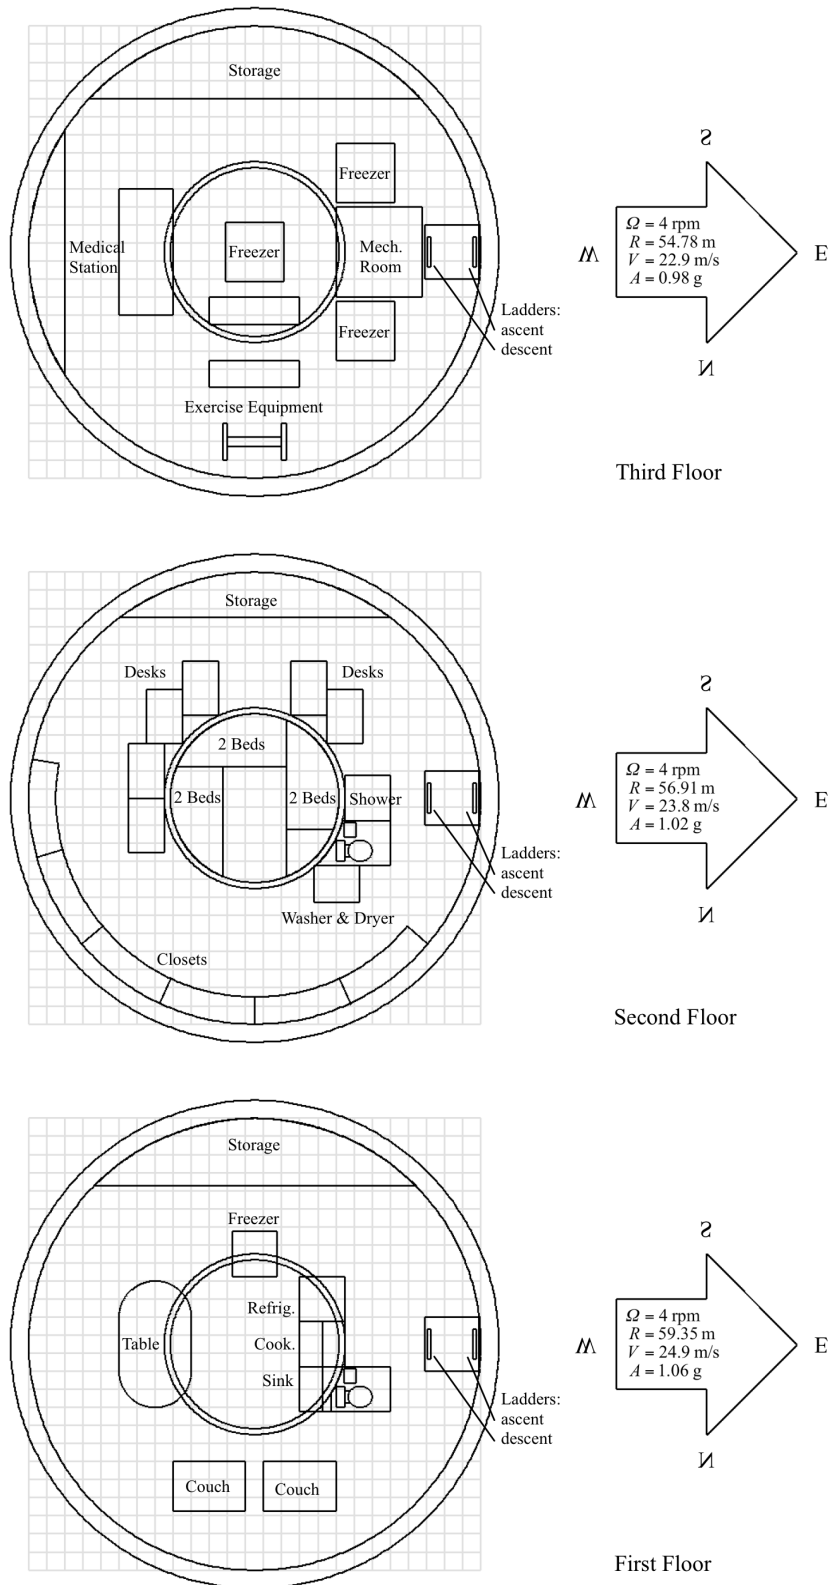 Storage
Freezer
Medical
Station
Freezer
Mech.
Room
Freezer
Exercise Equipment
Ladders:
ascent
descent
S
W
Ω = 4 rpm
R = 54.78 m
V = 22.9 m/s
A = 0.98 g
E
N
Third Floor
Storage
Desks
Desks
2 Beds
2 Beds
2 Beds
Shower
Washer & Dryer
Closets
Ladders:
ascent
descent
S
W
Ω = 4 rpm
R = 56.91 m
V = 23.8 m/s
A = 1.02 g
E
N
Second Floor
Storage
Freezer
Refrig.
Table
Cook.
Sink
Couch
Couch
Ladders:
ascent
descent
S
W
Ω = 4 rpm
R = 59.35 m
V = 24.9 m/s
A = 1.06 g
E
N
First Floor